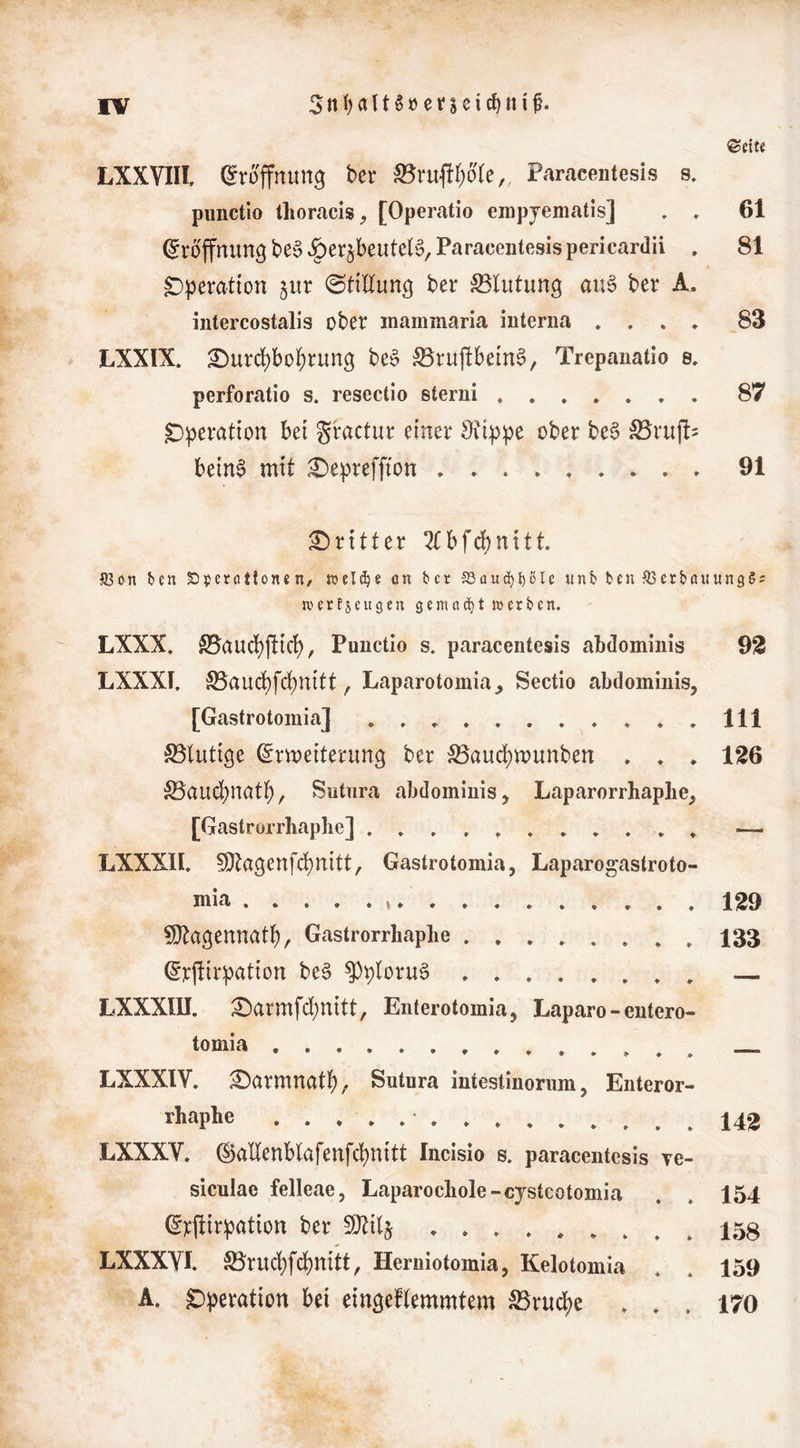 IV Inhaltsverzeichniß.
Seite
LXXVIII. Eröffnung der Brusthöle, Paracentesis s.
punctio thoracis, [Operatio empyematis] . . 61
Eröffnung des Herzbeutels, Paracentesis pericardii . 81
Operation zur Stillung der Blutung aus der A.
intercostalis oder mammaria interna . . . . 83
LXXIX. Durchbohrung des Brustbeins, Trepanatio s.
perforatio s. resectio sterni . . . . . . . 87
Operation bei Fractur einer Rippe oder des Brust-
beins mit Depression . . . . . . . . . 91
Dritter Abschnitt.
Von den Operationen, welche an der Bauchhöle und den Verdauungs-
werkzeugen gemacht werden.
LXXX. Bauchstich, Punctio s. paracentesis abdominis 92
LXXXI. Bauchschnitt, Laparotomia, Sectio abdominis,
[Gastrotomia] . . . . . . . . . . . . 111
Blutige Erweiterung der Bauchwunden . . . 126
Bauchnath, Sutura abdominis, Laparorrhaphe,
[Gastrorrhaphe] . . . . . . . . . . . . —
LXXXII. Magenschnitt, Gastrotomia, Laparogastroto-
mia . . . . . . . . . . . . . . . . 129
Magennath, Gastrorrhaphe . . . . . . . . 133
Exstirpation des Pylorus . . . . . . . . —
LXXXIII. Darmschnitt, Enterotomia, Laparo-entero-
tomia . . . . . . . . . . . . . . . —
LXXXIV. Darmnath, Sutura intestinorum, Enteror-
rhaphe . . . . . . . . . . . . . . . 142
LXXXV. Gallenblasenschnitt Incisio s. paracentesis ve-
siculae felleae, Laparochole-cysteotomia . . 154
Exstirpation der Milz . . . . . . . . . 158
LXXXVI. Bruchschnitt, Herniotomia, Kelotomia . . 159
A. Operation bei eingeklemmtem Bruche . . . 170